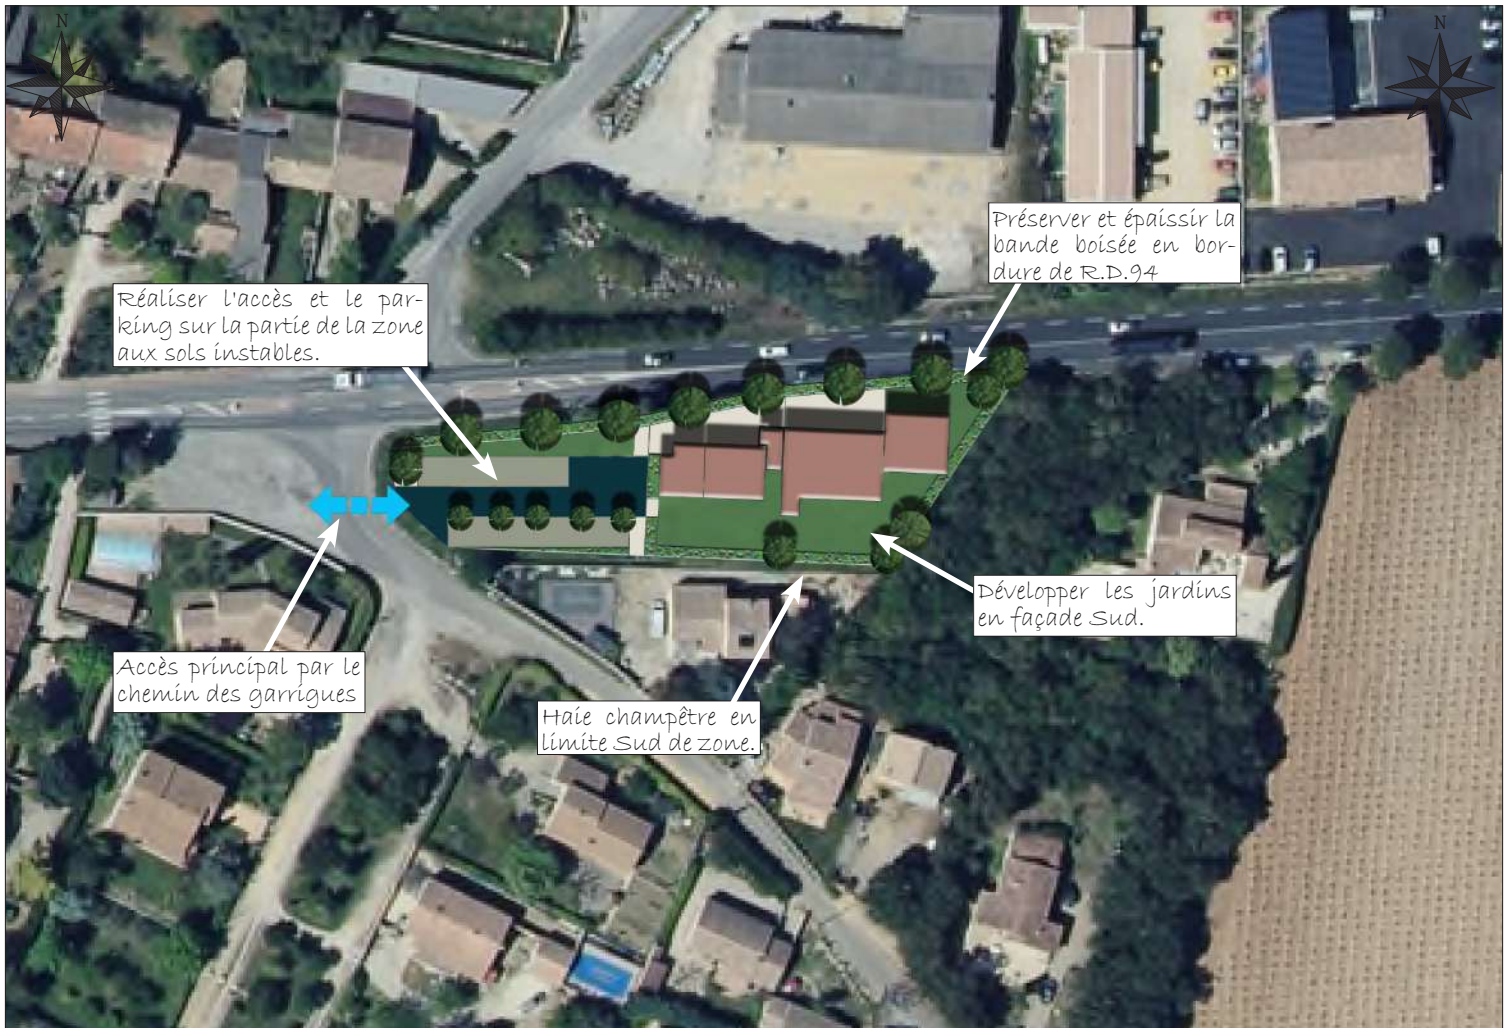 N
N
Préserver et épaissir la
bande boisée en bor-
dure de R.D.94
Réaliser l'accès et le par-
king sur la partie de la zone
aux sols instables.
Développer les jardins
en façade Sud.
Accès principal par le
chemin des garrigues
Haie champêtre en
limite Sud de zone.